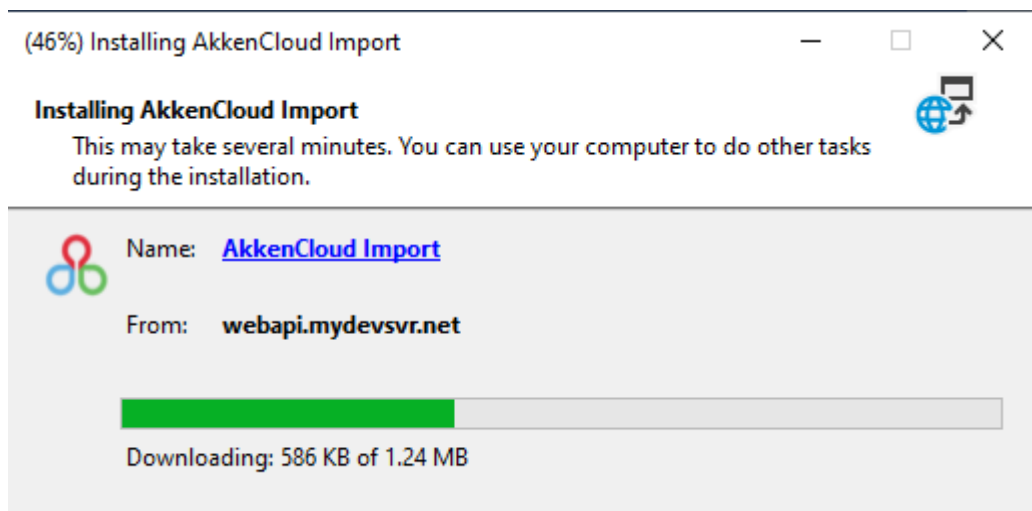 (46%) Installing AkkenCloud Import
Installing AkkenCloud Import
This may take several minutes. You can use your computer to do other tasks
during the installation.
Name: AkkenCloud Import
From: webapi.mydevsvr.net
Downloading: 586 KB of 1.24 MB